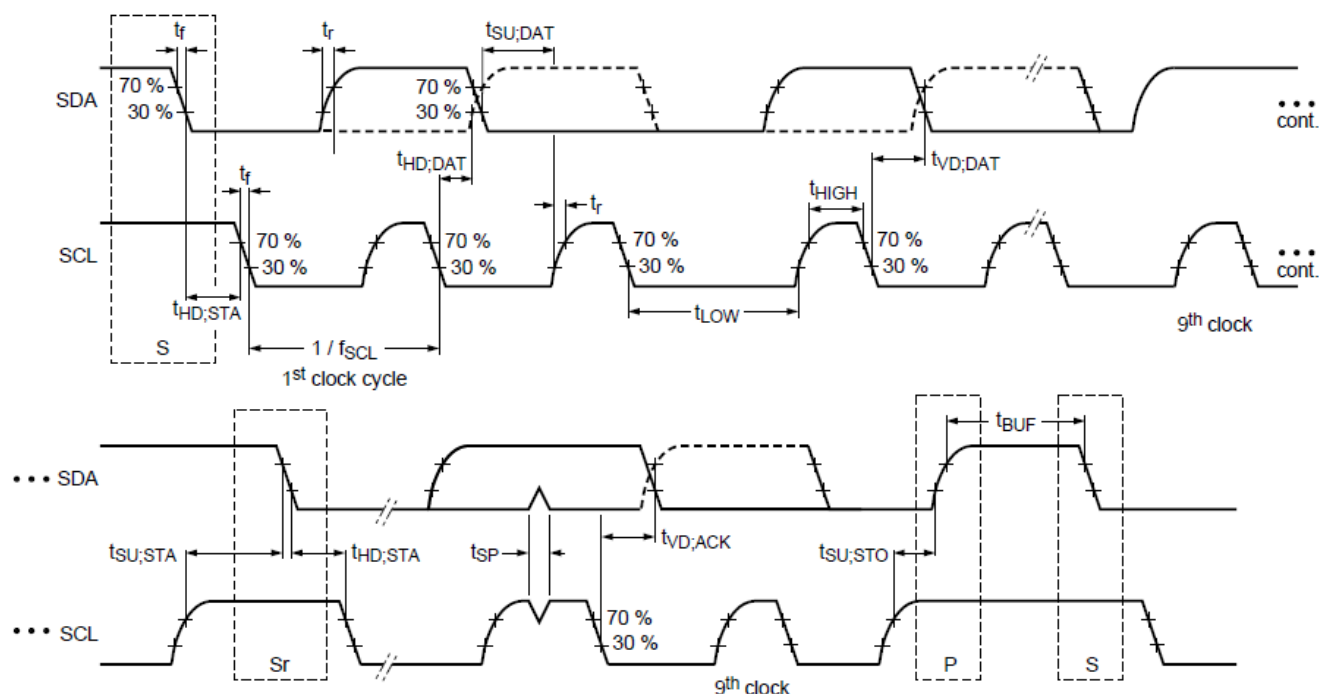 tf tr tSU;DAT
70 % 70 %
SDA
30 % 30 %
••• cont.
tHD;DAT tVD;DAT
tf tr tHIGH
70 % 70 % 70 % 70 %
SCL
30 % 30 % 30 % 30 %
••• cont.
tHD;STA tLOW
9th clock
S 1 / fSCL
1st clock cycle
tBUF
••• SDA
tSU;STA tHD;STA tSP tVD;ACK tSU;STO
70 %
••• SCL
30 %
Sr P S
9th clock